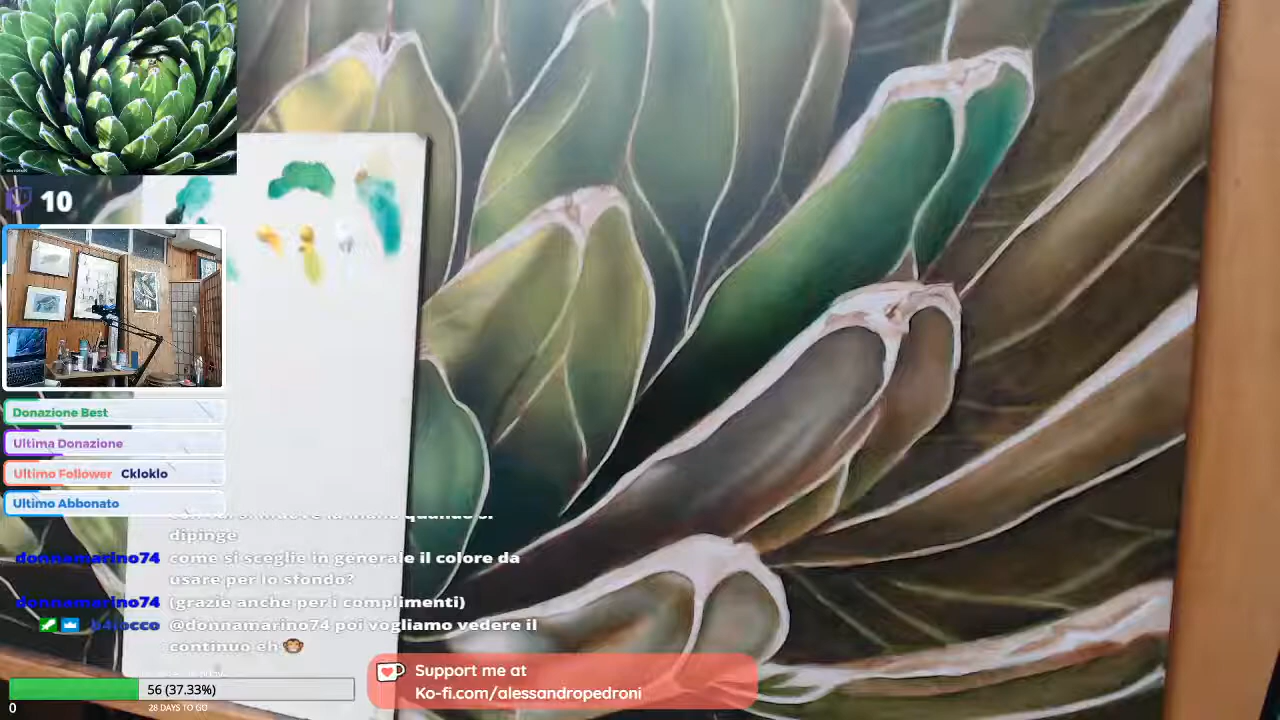 10
Donazione Best
Ultima Donazione
Ultimo Follower Ckloklo
Ultimo Abbonato
dipinge
donnamarino74 come si sceglie in generale il colore da
usare per lo sfondo?
donnamarino74 (grazie anche per i complimenti)
@donnamarino74 poi vogliamo vedere il
continuo eh
56 (37.33%)
0
28 DAYS TO GO
Support me at
Ko-fi.com/alessandropedroni